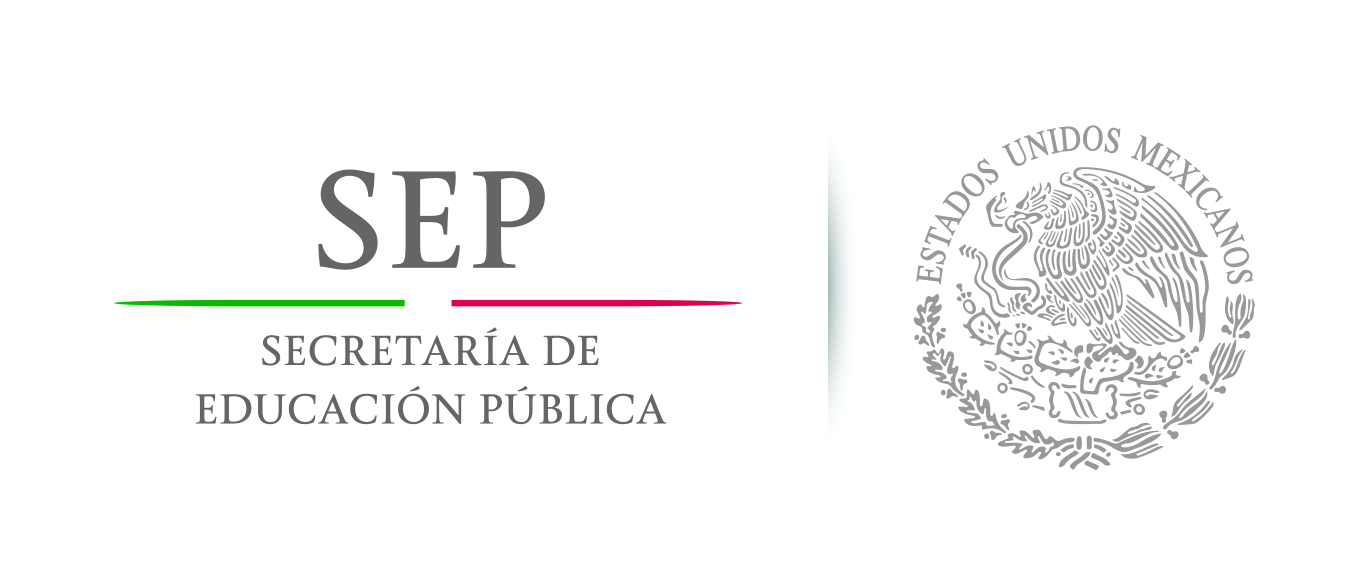 SEP
SECRETARÍA DE
EDUCACIÓN PÚBLICA
ESTADOS UNIDOS MEXICANOS